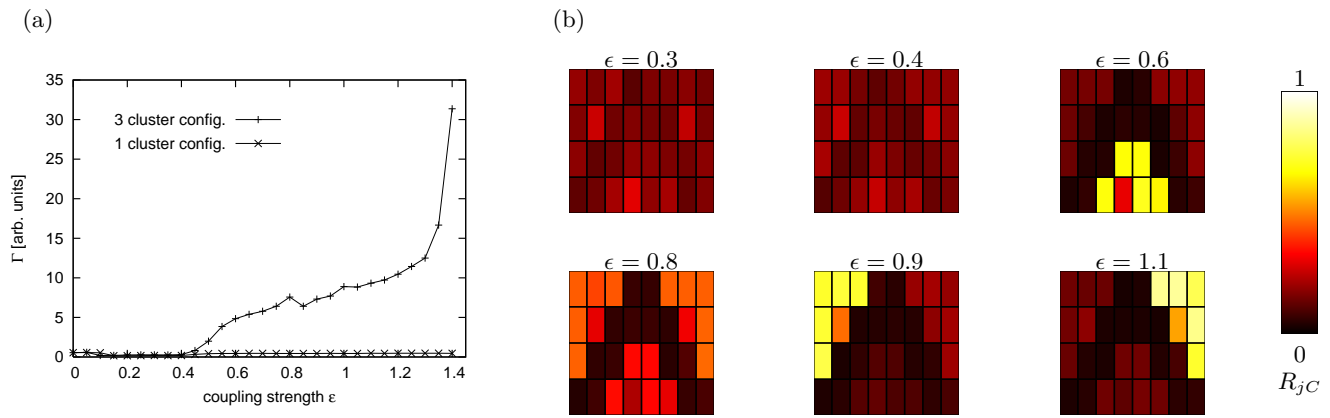 (a)
35
30
25
20
15
10
5
0
Γ [arb. units]
3 cluster config.
1 cluster config.
0 0.2 0.4 0.6 0.8 1 1.2 1.4
coupling strength ε
(b)
ϵ = 0.3 ϵ = 0.4 ϵ = 0.6
ϵ = 0.8 ϵ = 0.9 ϵ = 1.1
1
0
R_{jC}